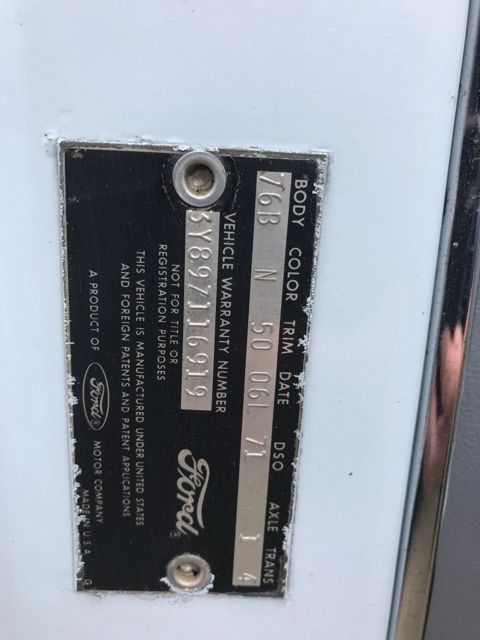 BODY COLOR TRIM DATE DSO AXLE TRANS
76B N 50 06L 71 1 4
VEHICLE WARRANTY NUMBER
3Y89Z116919
NOT FOR TITLE OR
REGISTRATION PURPOSES
Ford®
THIS VEHICLE IS MANUFACTURED UNDER UNITED STATES
AND FOREIGN PATENTS AND PATENT APPLICATIONS
A PRODUCT OF Ford® MOTOR COMPANY
MADE IN U.S.A. G.